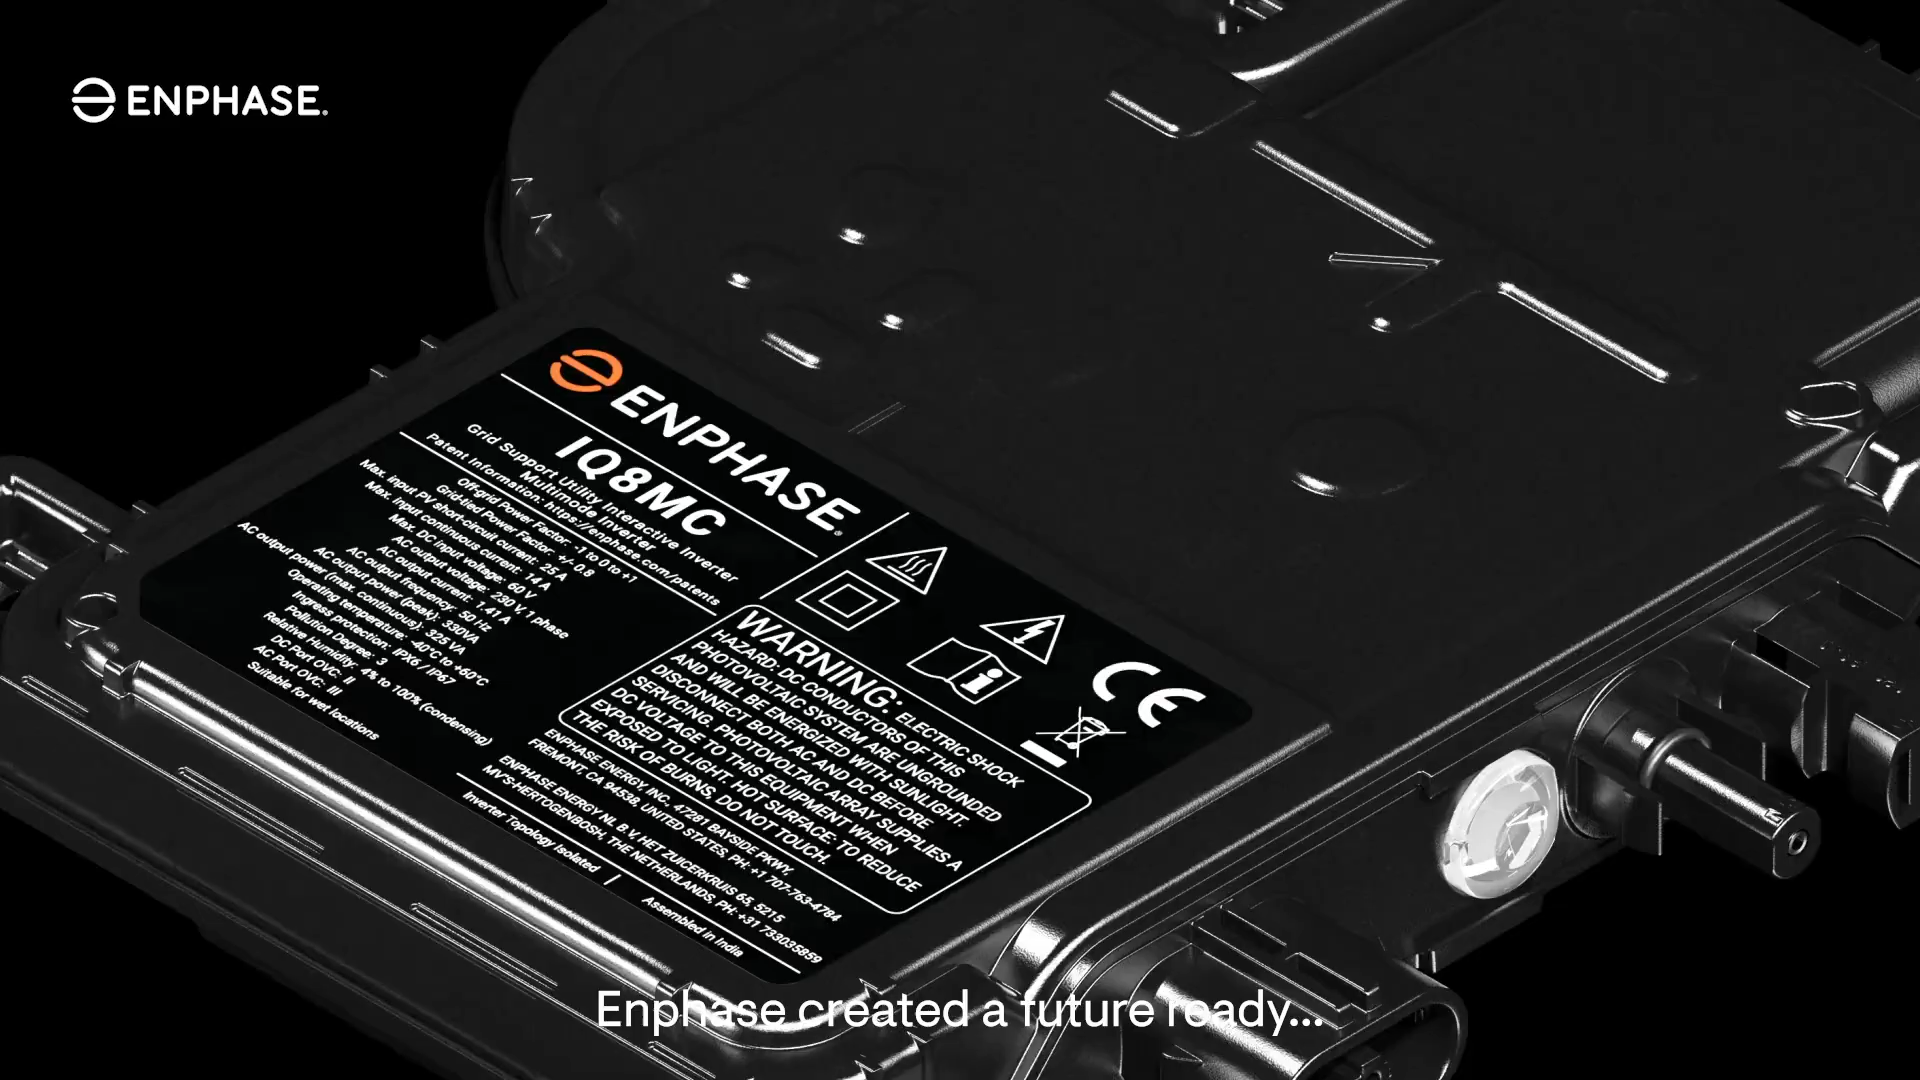 ENPHASE.
ENPHASE
IQ8MC
Grid Support Utility Interactive Inverter
Multimode Inverter
Patent Information: https://enphase.com/patents
Off-grid Power Factor: -1 to 0 to +1
Grid-tied Power Factor: +/- 0.8
Max. input PV short-circuit current: 25 A
Max. input continuous current: 14 A
Max. DC input voltage: 60 V
AC output voltage: 230 V, 1 phase
AC output current: 1.41 A
AC output frequency: 50 Hz
AC output power (peak): 330VA
AC output power (max. continuous): 325 VA
Operating temperature: -40°C to +60°C
Ingress protection: IPX6 / IP67
Pollution Degree: 3
Relative Humidity: 4% to 100% (condensing)
DC Port OVC: II
AC Port OVC: III
Suitable for wet locations
WARNING: ELECTRIC SHOCK
HAZARD: DC CONDUCTORS OF THIS
PHOTOVOLTAIC SYSTEM ARE UNGROUNDED
AND WILL BE ENERGIZED WITH SUNLIGHT.
DISCONNECT BOTH AC AND DC BEFORE
SERVICING. PHOTOVOLTAIC ARRAY SUPPLIES A
DC VOLTAGE TO THIS EQUIPMENT WHEN
EXPOSED TO LIGHT. HOT SURFACE: TO REDUCE
THE RISK OF BURNS, DO NOT TOUCH.
CE
ENPHASE ENERGY, INC. 47281 BAYSIDE PKWY.
FREMONT, CA 94538, UNITED STATES, PH: +1 707-763-4784
ENPHASE ENERGY NL B.V. HET ZUICERKRUIS 65, 5215
MV'S-HERTOGENBOSH, THE NETHERLANDS, PH: +31 733035859
Inverter Topology Isolated
Assembled in India
Enphase created a future ready...